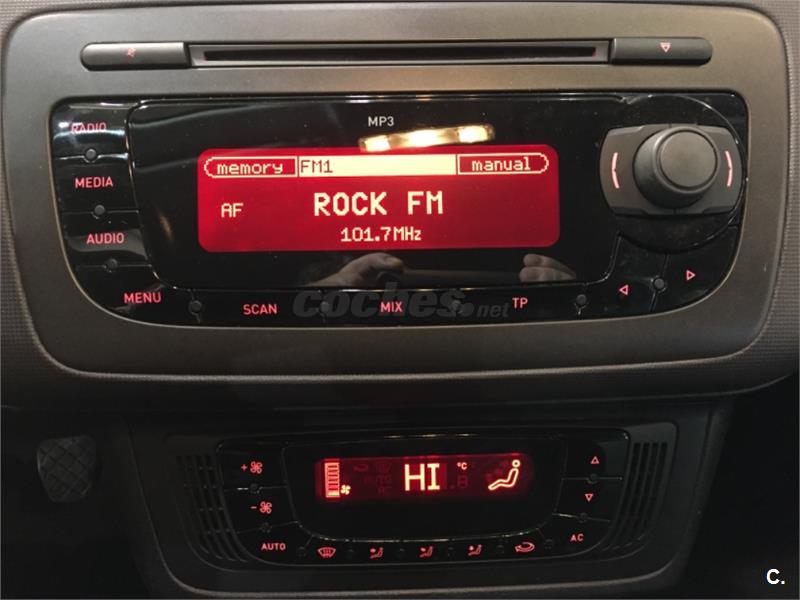 MP3
RADIO
memory FM1 manual
MEDIA
AF ROCK FM
101.7MHz
AUDIO
MENU SCAN MIX TP
coches.net
HI °C
AUTO AC
C.